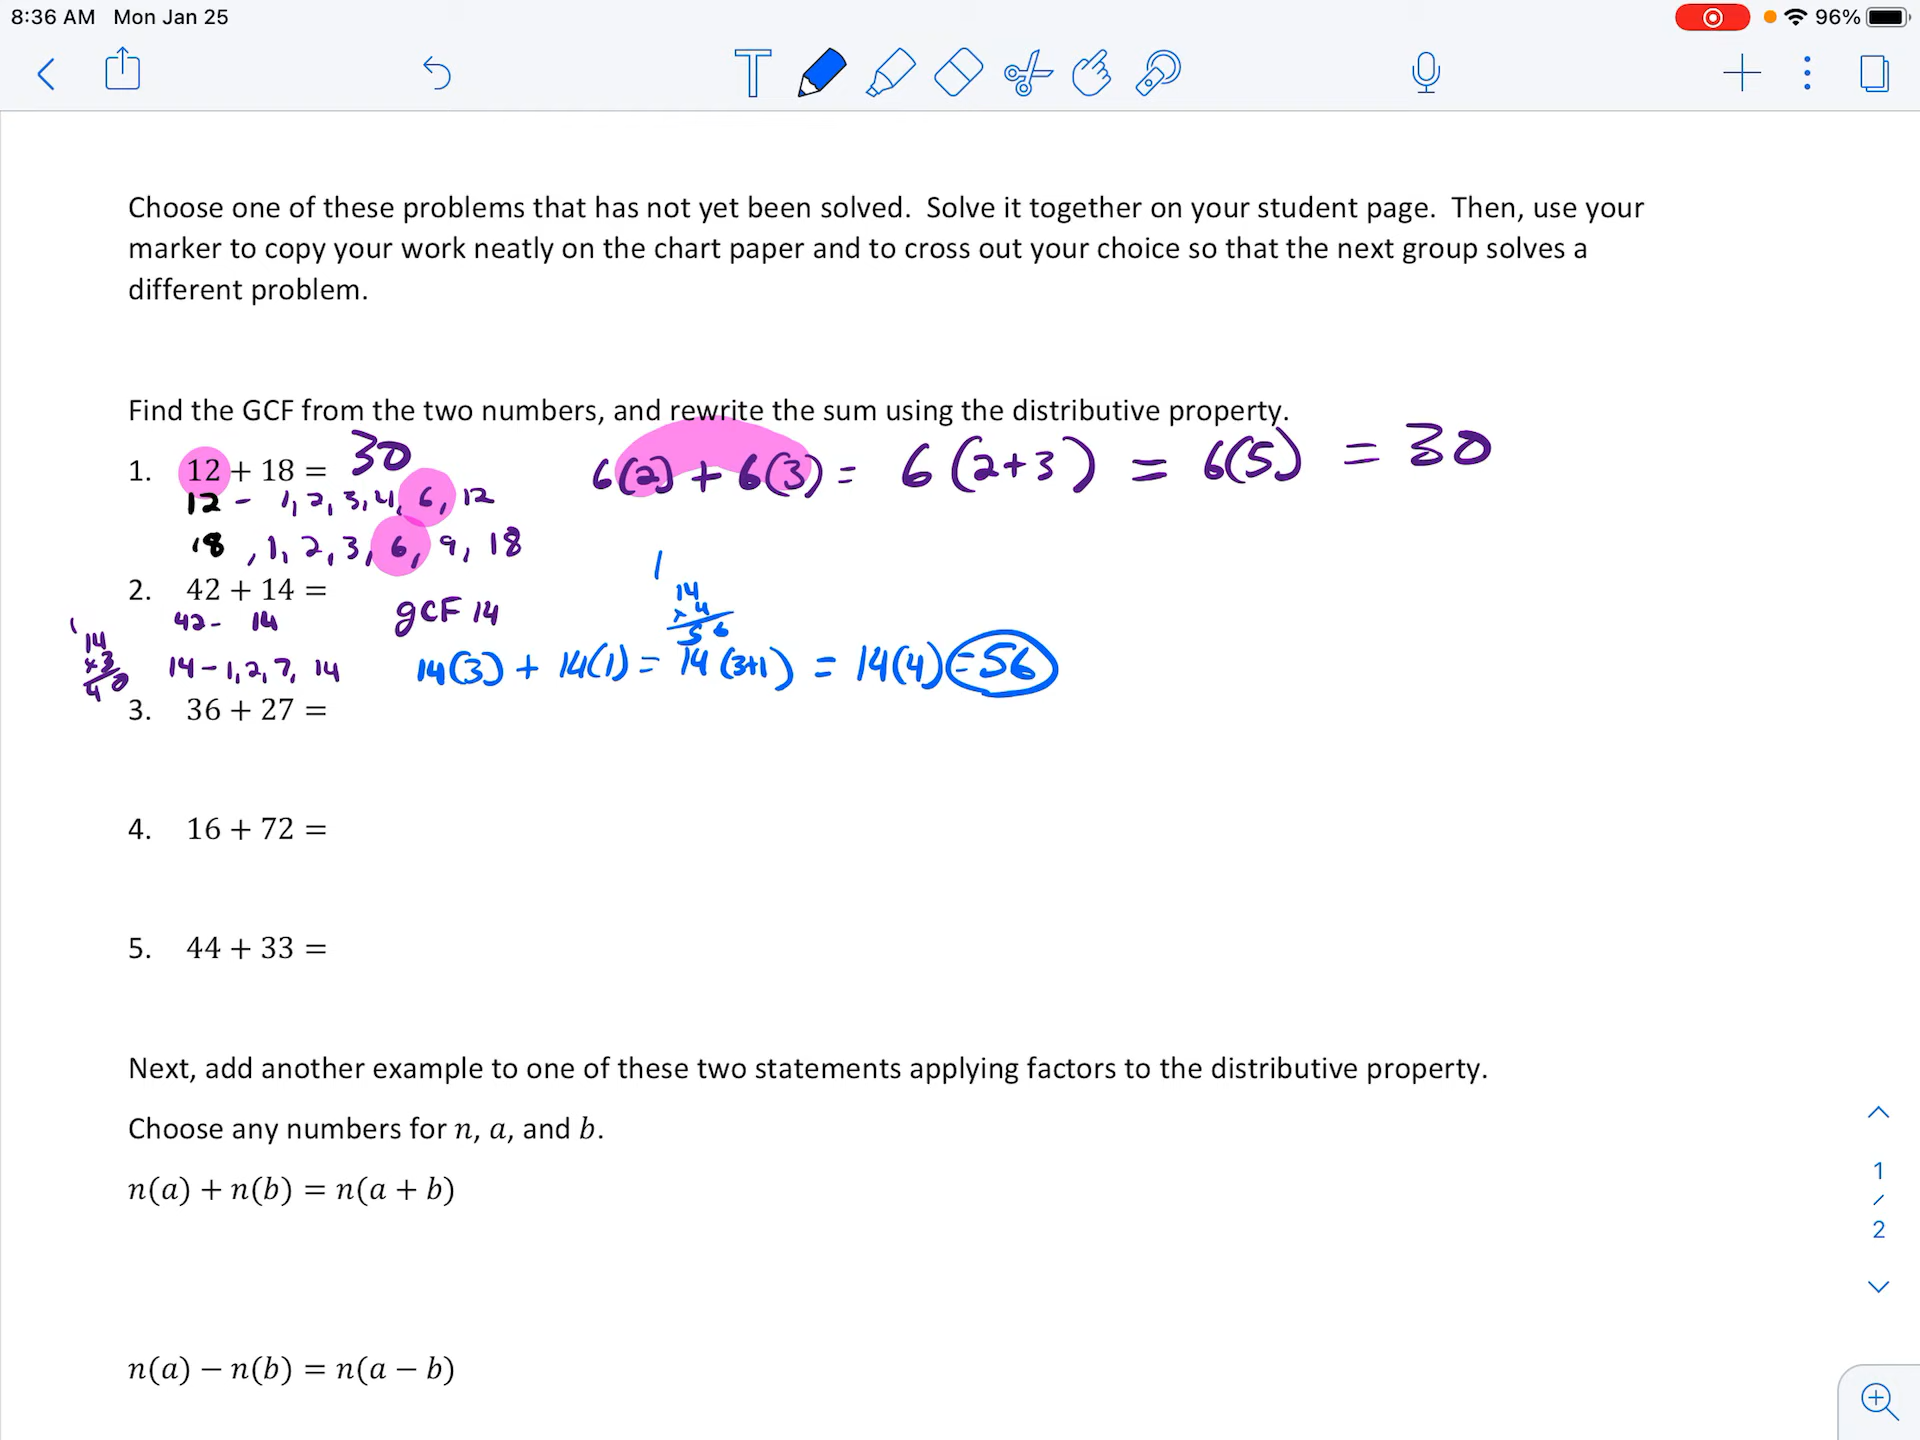 8:36 AM Mon Jan 25
96%
T
Choose one of these problems that has not yet been solved. Solve it together on your student page. Then, use your
marker to copy your work neatly on the chart paper and to cross out your choice so that the next group solves a
different problem.
Find the GCF from the two numbers, and rewrite the sum using the distributive property.
1. 12 + 18 = 30 6(2) + 6(3) = 6(2+3) = 6(5) = 30
12 - 1, 2, 3, 4, 6, 12
18 , 1, 2, 3, 6, 9, 18
2. 42 + 14 =
42 - 14 gCF 14
1
14
×4
56
1
14
×3
14 - 1, 2, 7, 14 14(3) + 14(1) = 14(3+1) = 14(4) = 56
3. 36 + 27 =
4. 16 + 72 =
5. 44 + 33 =
Next, add another example to one of these two statements applying factors to the distributive property.
Choose any numbers for n, a, and b.
n(a) + n(b) = n(a + b)
n(a) − n(b) = n(a − b)
1
/
2